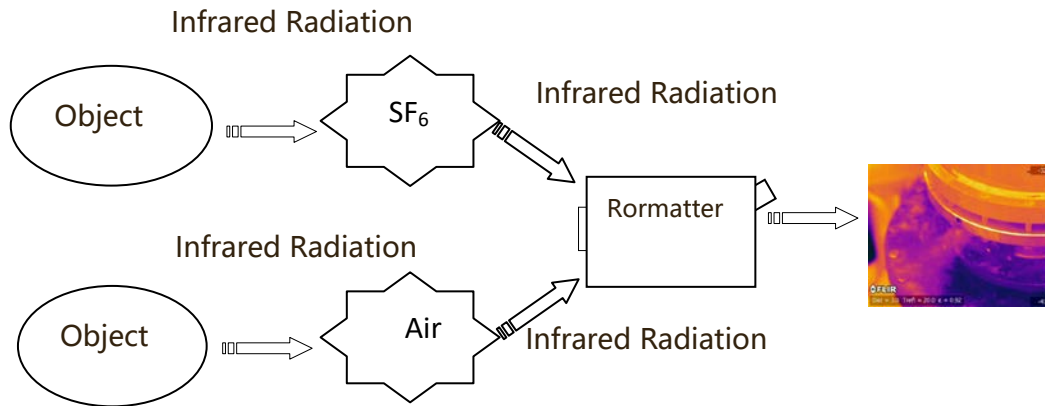 Infrared Radiation
Object
SF₆
Infrared Radiation
Rormatter
Infrared Radiation
Object
Air
Infrared Radiation
FLIR